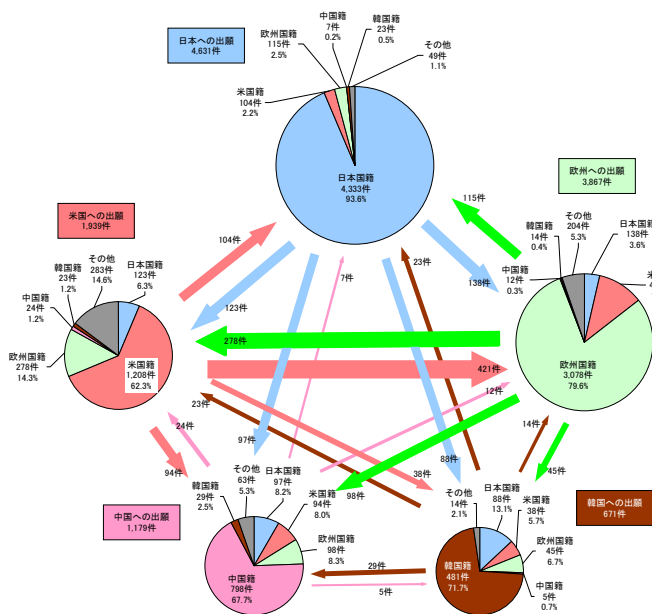 日本への出願
4,631件
欧州国籍
115件
2.5%
中国籍
7件
0.2%
韓国籍
23件
0.5%
その他
49件
1.1%
米国籍
104件
2.2%
日本国籍
4,333件
93.6%
米国への出願
1,939件
欧州への出願
3,867件
104件
123件
7件
23件
138件
115件
韓国籍
23件
1.2%
その他
283件
14.6%
日本国籍
123件
6.3%
中国籍
24件
1.2%
欧州国籍
278件
14.3%
米国籍
1,208件
62.3%
韓国籍
14件
0.4%
その他
204件
5.3%
日本国籍
138件
3.6%
米
4
中国籍
12件
0.3%
欧州国籍
3,078件
79.6%
278件
421件
23件
12件
24件
97件
88件
14件
94件
38件
98件
45件
中国への出願
1,179件
韓国籍
29件
2.5%
その他
63件
5.3%
日本国籍
97件
8.2%
米国籍
94件
8.0%
欧州国籍
98件
8.3%
中国籍
798件
67.7%
29件
5件
その他
14件
2.1%
日本国籍
88件
13.1%
米国籍
38件
5.7%
欧州国籍
45件
6.7%
中国籍
5件
0.7%
韓国籍
481件
71.7%
韓国への出願
671件